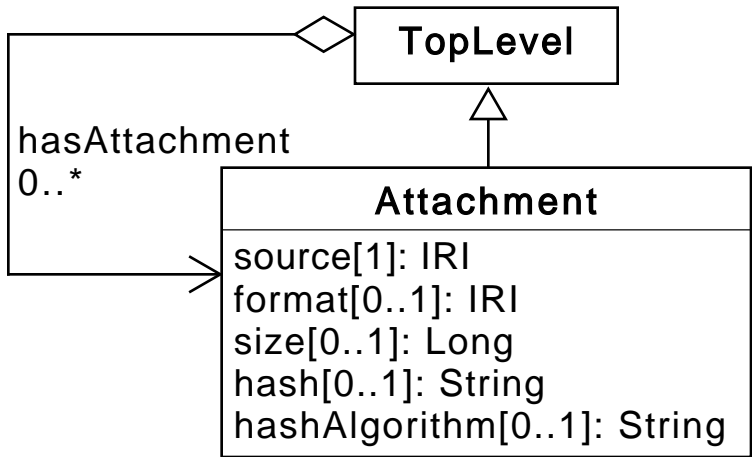 TopLevel
hasAttachment
0..*
Attachment
source[1]: IRI
format[0..1]: IRI
size[0..1]: Long
hash[0..1]: String
hashAlgorithm[0..1]: String